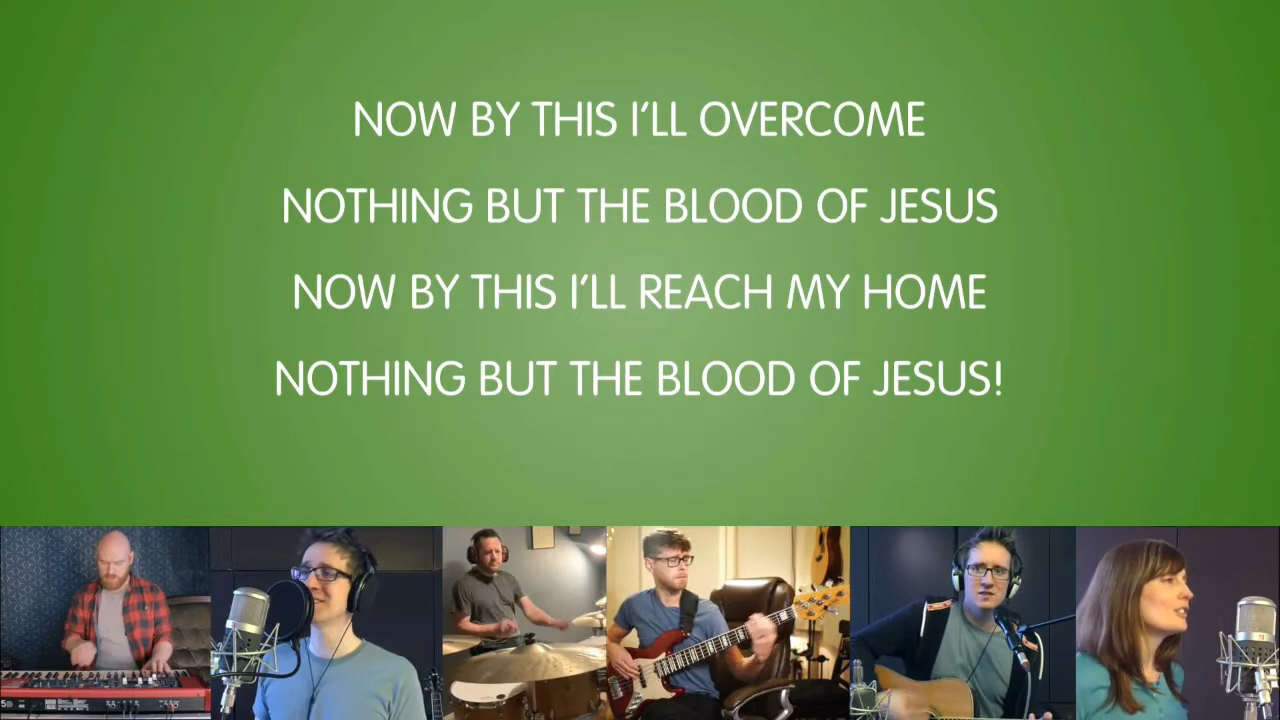 NOW BY THIS I'LL OVERCOME
NOTHING BUT THE BLOOD OF JESUS
NOW BY THIS I'LL REACH MY HOME
NOTHING BUT THE BLOOD OF JESUS!